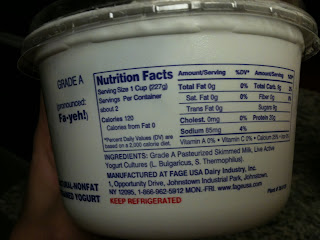 GRADE A
(pronounced:
Fa-yeh!)
NONFAT
YOGURT
Nutrition Facts
Serving Size 1 Cup (227g)
Servings Per Container
about 2
Calories 120
Calories from Fat 0
*Percent Daily Values (DV) are
based on a 2,000 calorie diet.
Amount/Serving %DV* Amount/Serving
Total Fat 0g 0% Total Carb. 9g
Sat. Fat 0g 0% Fiber 0g
Trans Fat 0g Sugars 9g
Cholest. 0mg 0% Protein 20g
Sodium 85mg 4%
Vitamin A 0% • Vitamin C 0% • Calcium
INGREDIENTS: Grade A Pasteurized Skimmed Milk, Live Active
Yogurt Cultures (L. Bulgaricus, S. Thermophilus).
MANUFACTURED AT FAGE USA Dairy Industry, Inc.
1, Opportunity Drive, Johnstown Industrial Park, Johnstown,
NY 12095, 1-866-962-5912 MON.-FRI. www.fageusa.com
KEEP REFRIGERATED